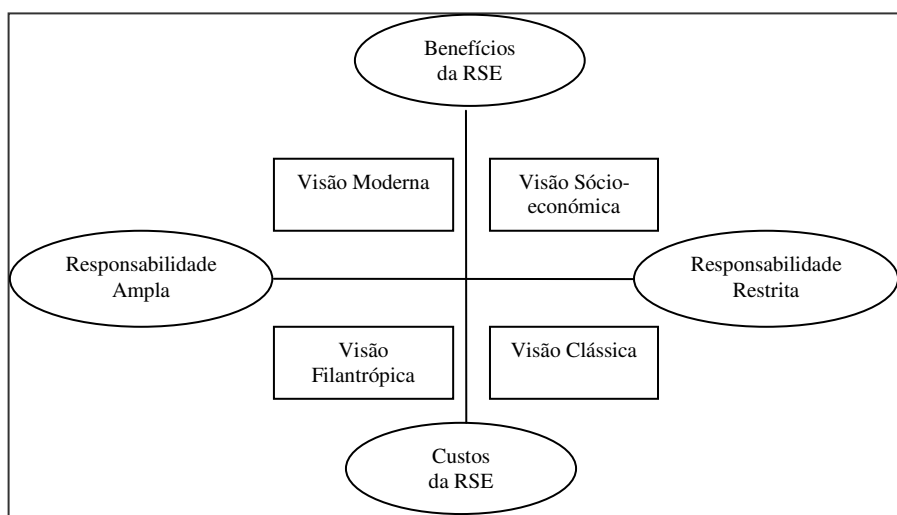 Benefícios
da RSE
Visão Moderna
Visão Sócio-
económica
Responsabilidade
Ampla
Responsabilidade
Restrita
Visão
Filantrópica
Visão Clássica
Custos
da RSE